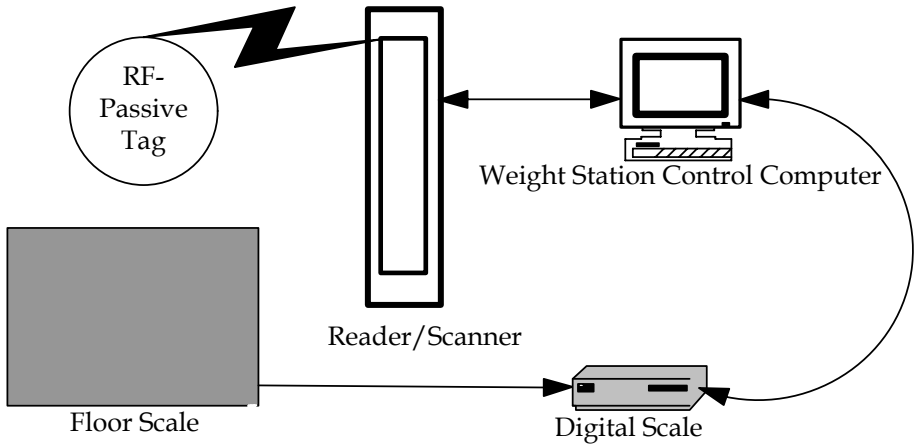 RF-
Passive
Tag
Weight Station Control Computer
Reader/Scanner
Floor Scale
Digital Scale